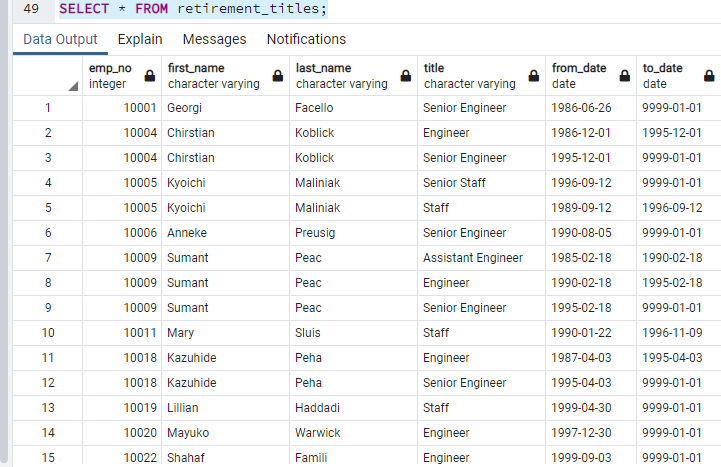 49 SELECT * FROM retirement_titles;
Data Output Explain Messages Notifications
emp_no first_name last_name title from_date to_date
integer character varying character varying character varying date date
1 10001 Georgi Facello Senior Engineer 1986-06-26 9999-01-01
2 10004 Chirstian Koblick Engineer 1986-12-01 1995-12-01
3 10004 Chirstian Koblick Senior Engineer 1995-12-01 9999-01-01
4 10005 Kyoichi Maliniak Senior Staff 1996-09-12 9999-01-01
5 10005 Kyoichi Maliniak Staff 1989-09-12 1996-09-12
6 10006 Anneke Preusig Senior Engineer 1990-08-05 9999-01-01
7 10009 Sumant Peac Assistant Engineer 1985-02-18 1990-02-18
8 10009 Sumant Peac Engineer 1990-02-18 1995-02-18
9 10009 Sumant Peac Senior Engineer 1995-02-18 9999-01-01
10 10011 Mary Sluis Staff 1990-01-22 1996-11-09
11 10018 Kazuhide Peha Engineer 1987-04-03 1995-04-03
12 10018 Kazuhide Peha Senior Engineer 1995-04-03 9999-01-01
13 10019 Lillian Haddadi Staff 1999-04-30 9999-01-01
14 10020 Mayuko Warwick Engineer 1997-12-30 9999-01-01
15 10022 Shahaf Famili Engineer 1999-09-03 9999-01-01